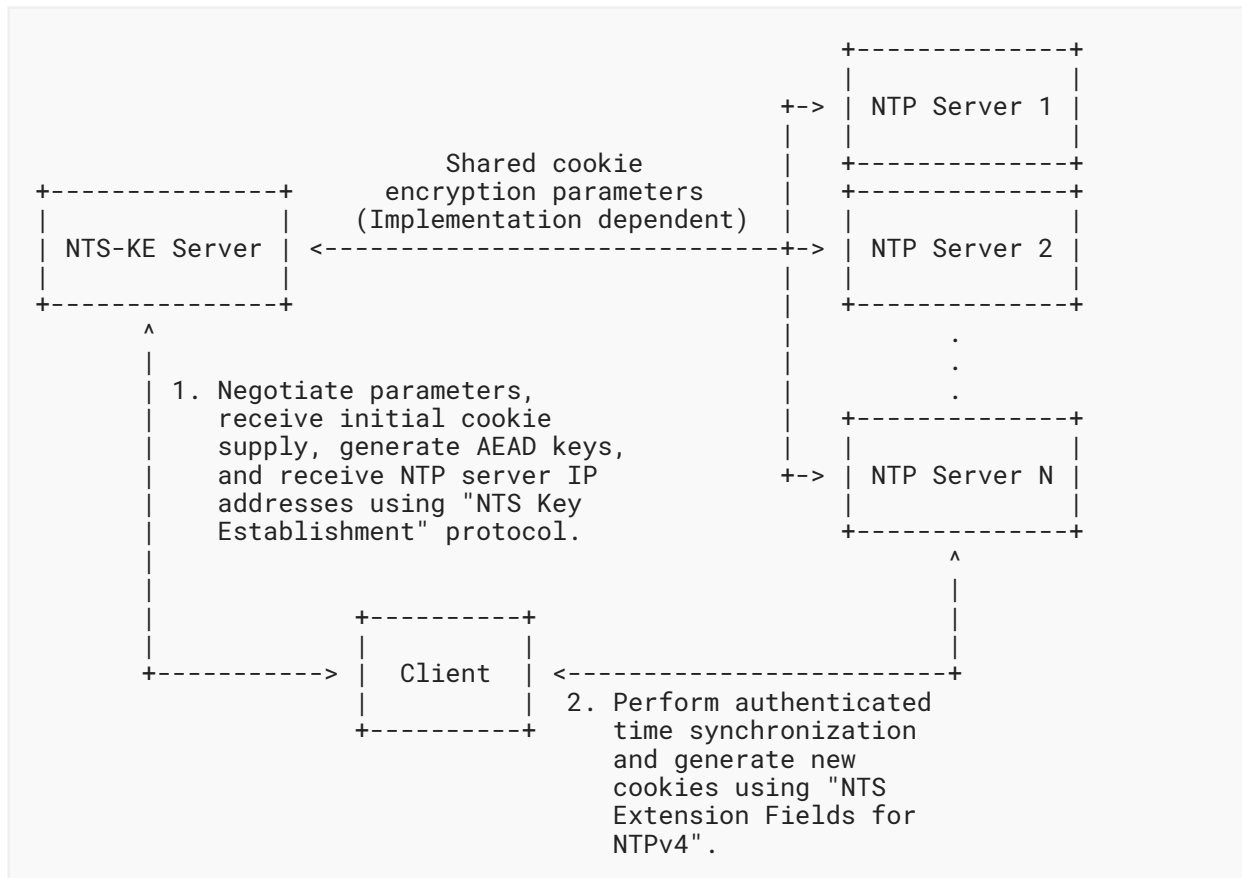 NTP Server 1
Shared cookie
encryption parameters
(Implementation dependent)
NTS-KE Server
NTP Server 2
.
.
.
1. Negotiate parameters,
receive initial cookie
supply, generate AEAD keys,
and receive NTP server IP
addresses using "NTS Key
Establishment" protocol.
NTP Server N
Client
2. Perform authenticated
time synchronization
and generate new
cookies using "NTS
Extension Fields for
NTPv4".